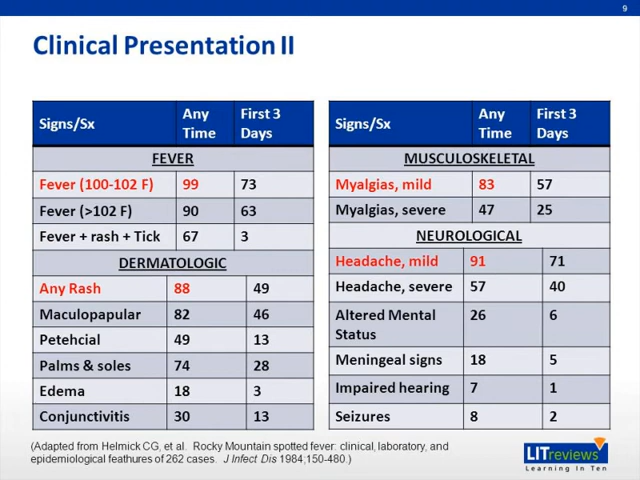 9
Clinical Presentation II
Signs/Sx Any Time First 3 Days
FEVER
Fever (100-102 F) 99 73
Fever (>102 F) 90 63
Fever + rash + Tick 67 3
DERMATOLOGIC
Any Rash 88 49
Maculopapular 82 46
Petehcial 49 13
Palms & soles 74 28
Edema 18 3
Conjunctivitis 30 13
Signs/Sx Any Time First 3 Days
MUSCULOSKELETAL
Myalgias, mild 83 57
Myalgias, severe 47 25
NEUROLOGICAL
Headache, mild 91 71
Headache, severe 57 40
Altered Mental Status 26 6
Meningeal signs 18 5
Impaired hearing 7 1
Seizures 8 2
(Adapted from Helmick CG, et al. Rocky Mountain spotted fever: clinical, laboratory, and
epidemiological feathures of 262 cases. J Infect Dis 1984;150-480.)
LITreviews
Learning In Ten